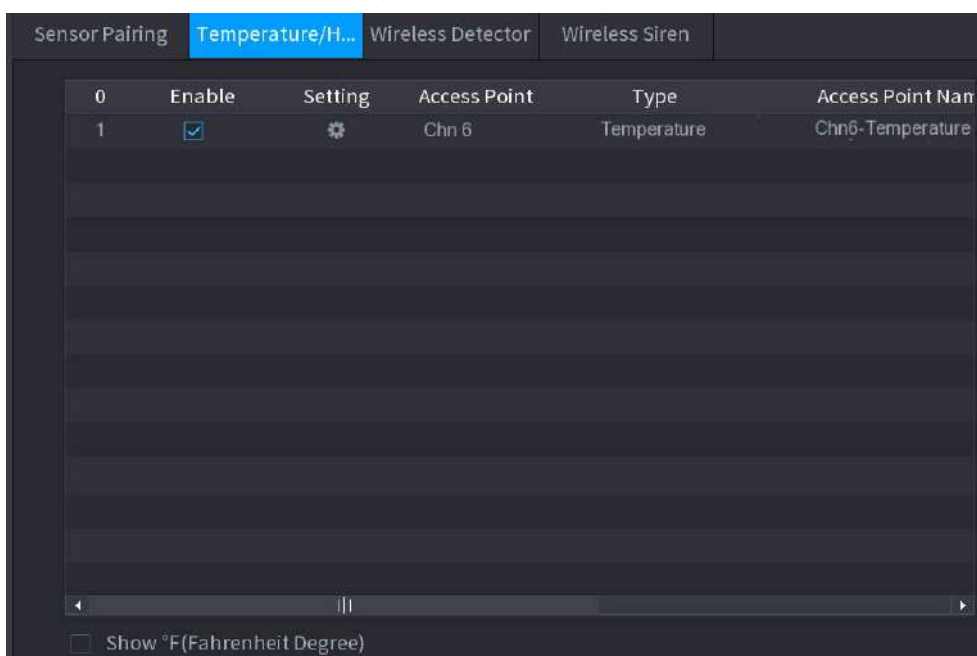 Sensor Pairing Temperature/H... Wireless Detector Wireless Siren
0 Enable Setting Access Point Type Access Point Nam
1 Chn 6 Temperature Chn6-Temperature
Show °F(Fahrenheit Degree)